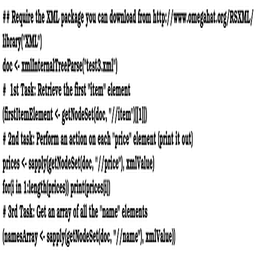 ## Require the XML package you can download from http://www.omegahat.org/RSXML/
library("XML")
doc <- xmlInternalTreeParse("test3.xml")
#  1st Task: Retrieve the first "item" element
(firstItemElement <- getNodeSet(doc, "//item")[[1]])
# 2nd task: Perform an action on each "price" element (print it out)
prices <- sapply(getNodeSet(doc, "//price"), xmlValue)
for(i in 1:length(prices)) print(prices[i])
# 3rd Task: Get an array of all the "name" elements
(namesArray <- sapply(getNodeSet(doc, "//name"), xmlValue))